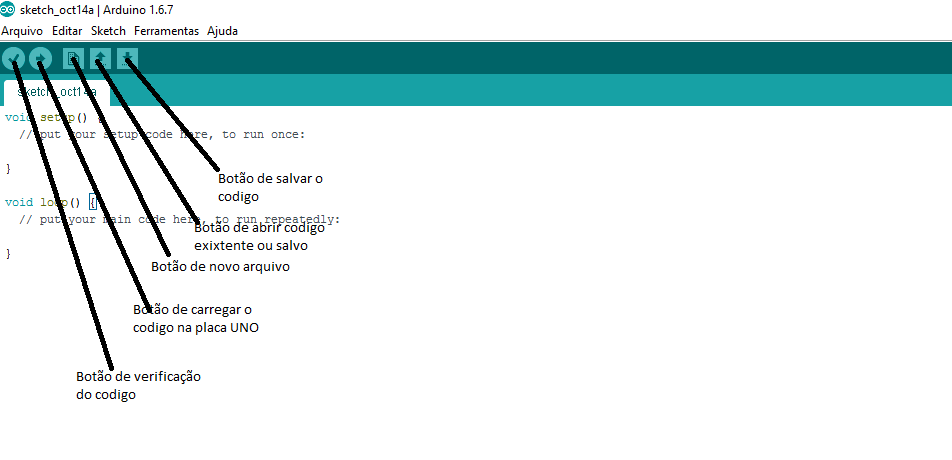 sketch_oct14a | Arduino 1.6.7
Arquivo Editar Sketch Ferramentas Ajuda
sketch_oct14a
void setup() {
// put your setup code here, to run once:
}
void loop() {
// put your main code here, to run repeatedly:
}
Botão de salvar o
codigo
Botão de abrir codigo
exixtente ou salvo
Botão de novo arquivo
Botão de carregar o
codigo na placa UNO
Botão de verificação
do codigo